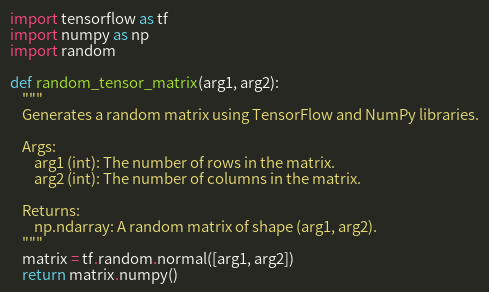 import tensorflow as tf
import numpy as np
import random

def random_tensor_matrix(arg1, arg2):
    """
    Generates a random matrix using TensorFlow and NumPy libraries.

    Args:
        arg1 (int): The number of rows in the matrix.
        arg2 (int): The number of columns in the matrix.

    Returns:
        np.ndarray: A random matrix of shape (arg1, arg2).
    """
    matrix = tf.random.normal([arg1, arg2])
    return matrix.numpy()